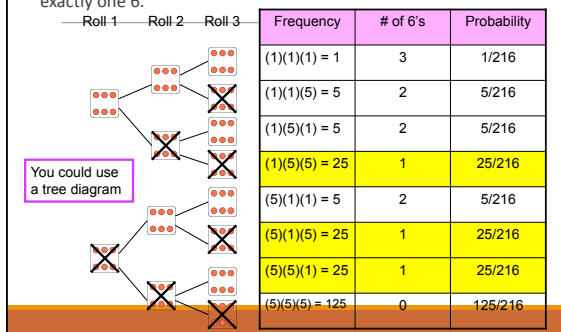 exactly one 6.
Roll 1 Roll 2 Roll 3 Frequency # of 6's Probability
(1)(1)(1) = 1 3 1/216
(1)(1)(5) = 5 2 5/216
(1)(5)(1) = 5 2 5/216
(1)(5)(5) = 25 1 25/216
You could use
a tree diagram
(5)(1)(1) = 5 2 5/216
(5)(1)(5) = 25 1 25/216
(5)(5)(1) = 25 1 25/216
(5)(5)(5) = 125 0 125/216